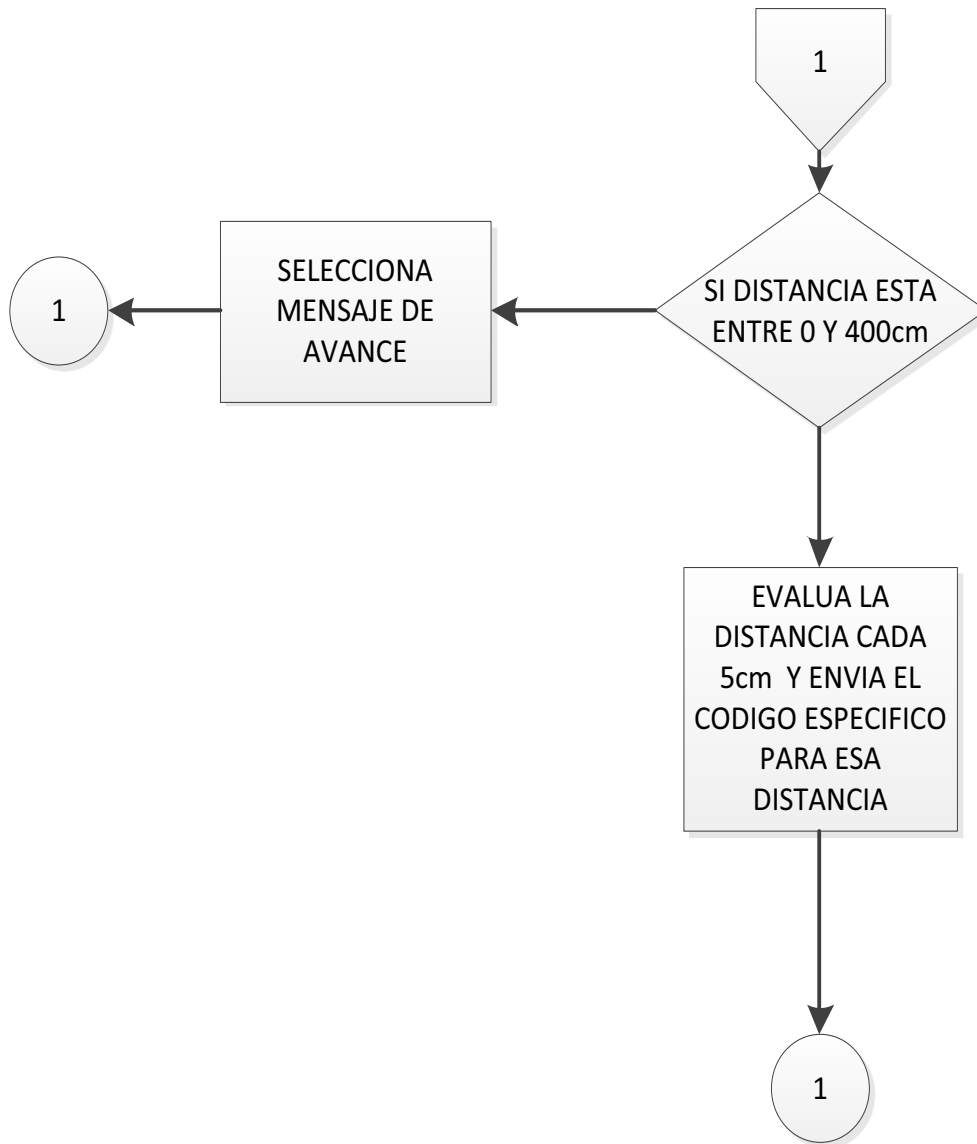 1
SI DISTANCIA ESTA
ENTRE 0 Y 400cm
SELECCIONA
MENSAJE DE
AVANCE
1
EVALUA LA
DISTANCIA CADA
5cm Y ENVIA EL
CODIGO ESPECIFICO
PARA ESA
DISTANCIA
1